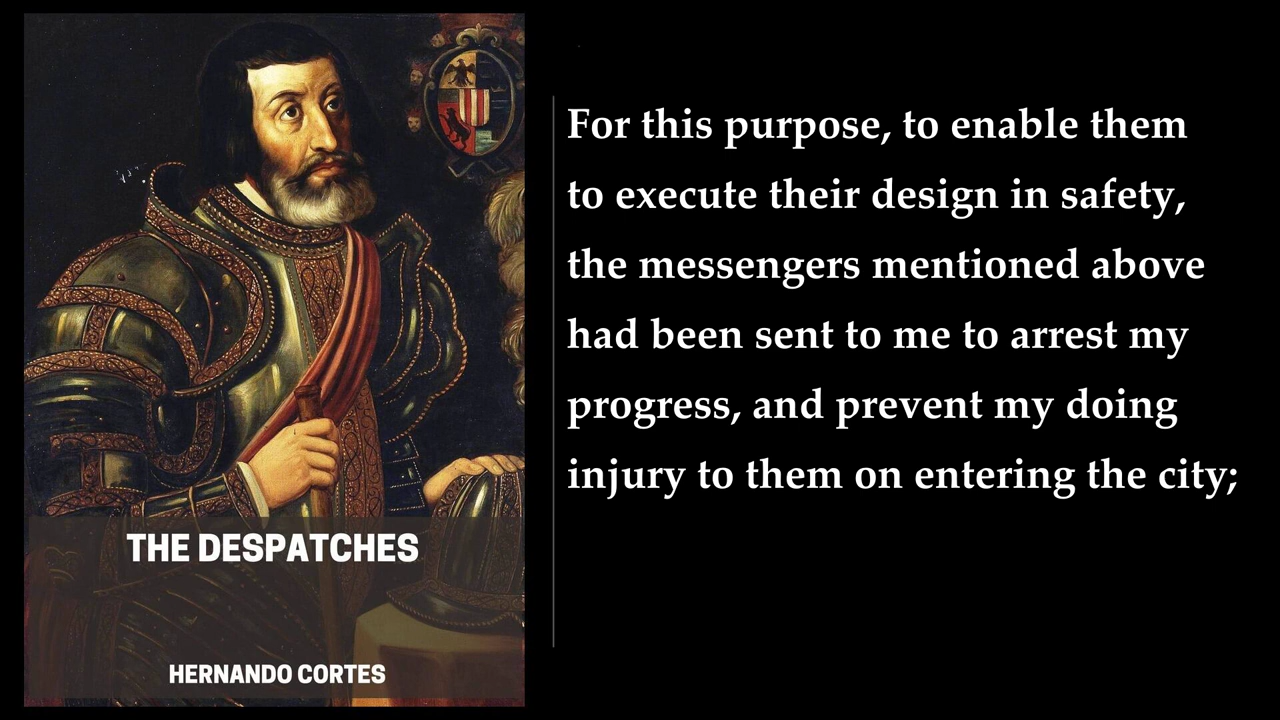 THE DESPATCHES
HERNANDO CORTES
For this purpose, to enable them
to execute their design in safety,
the messengers mentioned above
had been sent to me to arrest my
progress, and prevent my doing
injury to them on entering the city;